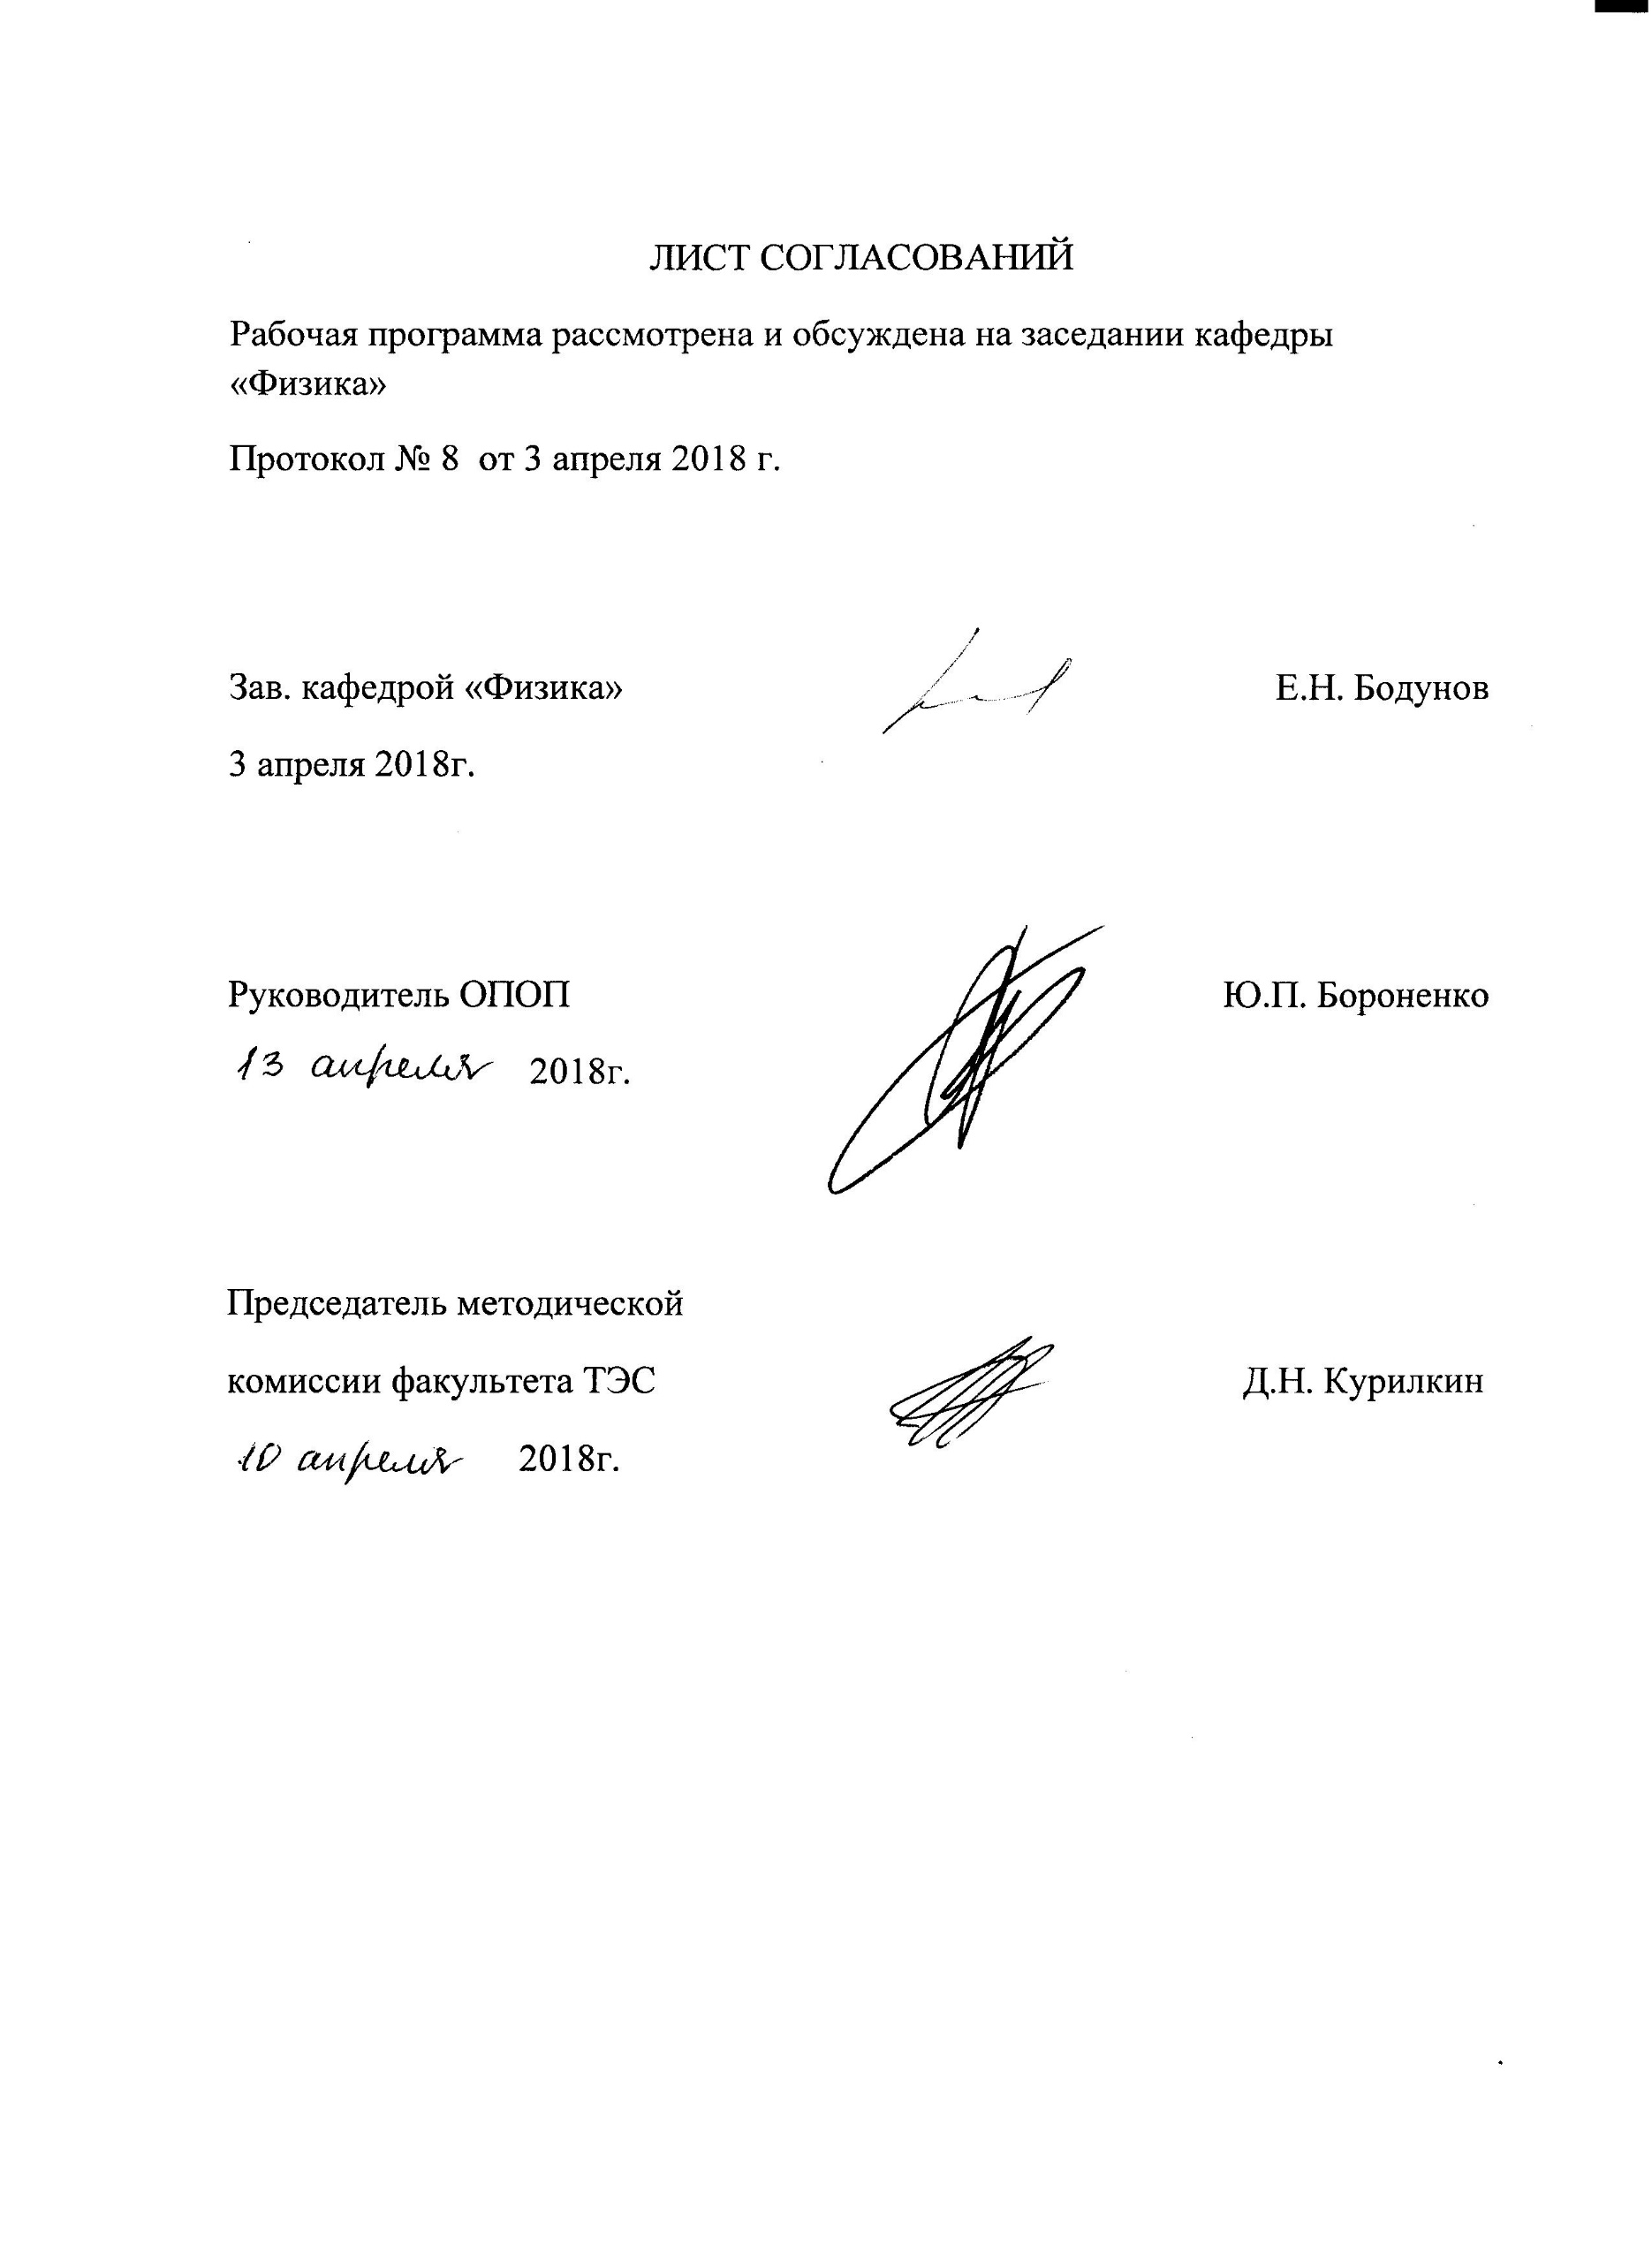 ЛИСТ СОГЛАСОВАНИЙ
Рабочая программа рассмотрена и обсуждена на заседании кафедры
«Физика»
Протокол № 8 от 3 апреля 2018 г.
Зав. кафедрой «Физика» Е.Н. Бодунов
3 апреля 2018г.
Руководитель ОПОП Ю.П. Бороненко
13 апреля 2018г.
Председатель методической
комиссии факультета ТЭС Д.Н. Курилкин
10 апреля 2018г.